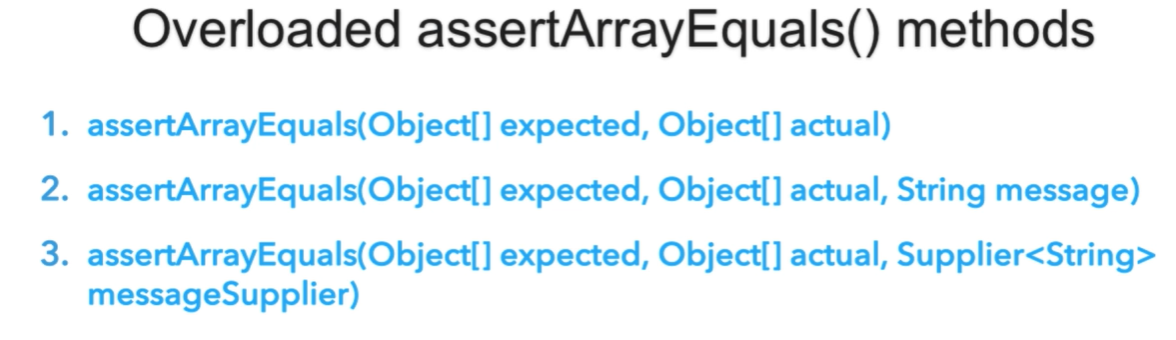 Overloaded assertArrayEquals() methods
1. assertArrayEquals(Object[] expected, Object[] actual)
2. assertArrayEquals(Object[] expected, Object[] actual, String message)
3. assertArrayEquals(Object[] expected, Object[] actual, Supplier<String>
messageSupplier)